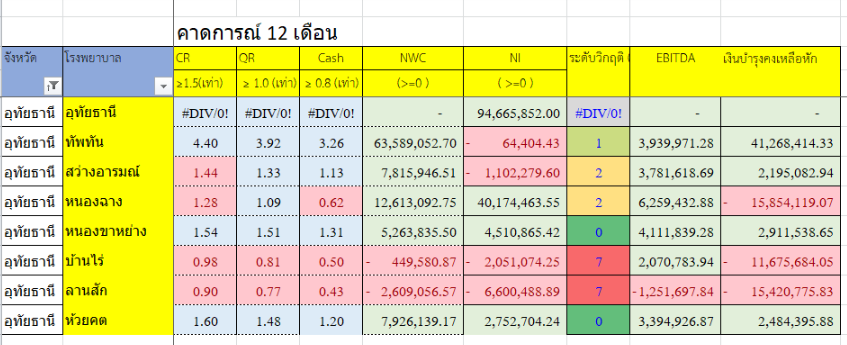 คาดการณ์ 12 เดือน
จังหวัด โรงพยาบาล CR QR Cash NWC NI ระดับวิกฤติ EBITDA เงินบำรุงคงเหลือหัก
≥1.5(เท่า) ≥ 1.0 (เท่า) ≥ 0.8 (เท่า) (>=0 ) ( >=0 )
อุทัยธานี อุทัยธานี #DIV/0! #DIV/0! #DIV/0! - 94,665,852.00 #DIV/0! - -
อุทัยธานี ทัพทัน 4.40 3.92 3.26 63,589,052.70 - 64,404.43 1 3,939,971.28 41,268,414.33
อุทัยธานี สว่างอารมณ์ 1.44 1.33 1.13 7,815,946.51 - 1,102,279.60 2 3,781,618.69 2,195,082.94
อุทัยธานี หนองฉาง 1.28 1.09 0.62 12,613,092.75 40,174,463.55 2 6,259,432.88 - 15,854,119.07
อุทัยธานี หนองขาหย่าง 1.54 1.51 1.31 5,263,835.50 4,510,865.42 0 4,111,839.28 2,911,538.65
อุทัยธานี บ้านไร่ 0.98 0.81 0.50 - 449,580.87 - 2,051,074.25 7 2,070,783.94 - 11,675,684.05
อุทัยธานี ลานสัก 0.90 0.77 0.43 - 2,609,056.57 - 6,600,488.89 7 -1,251,697.84 - 15,420,775.83
อุทัยธานี ห้วยคต 1.60 1.48 1.20 7,926,139.17 2,752,704.24 0 3,394,926.87 2,484,395.88